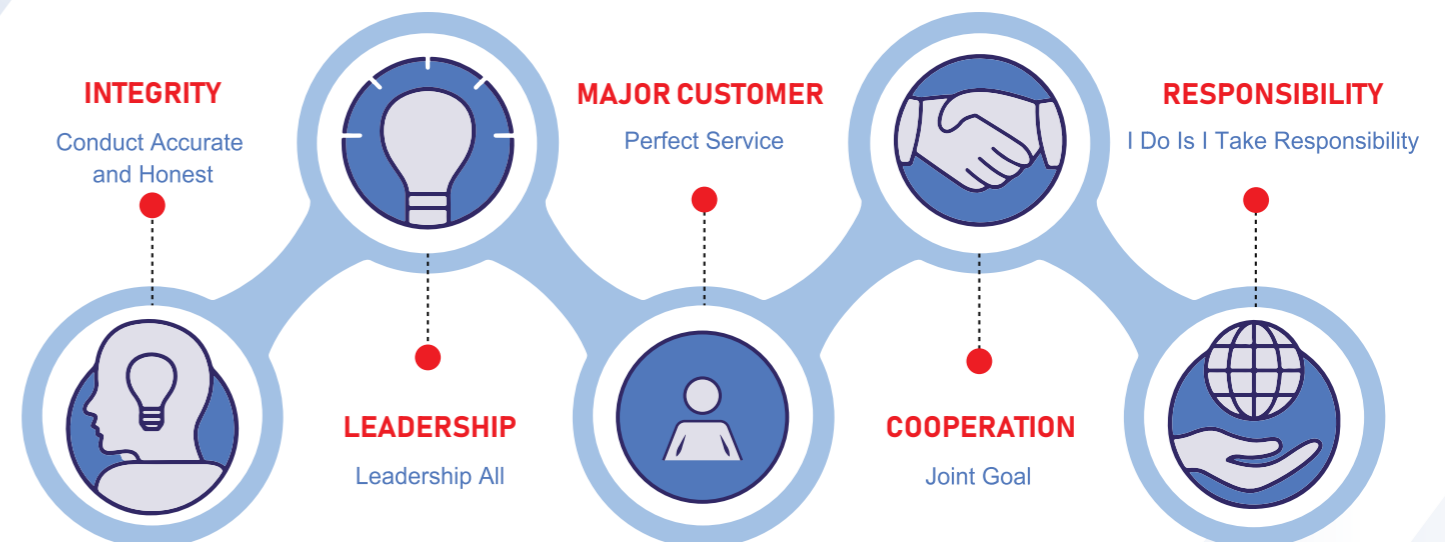 INTEGRITY
Conduct Accurate
and Honest
LEADERSHIP
Leadership All
MAJOR CUSTOMER
Perfect Service
COOPERATION
Joint Goal
RESPONSIBILITY
I Do Is I Take Responsibility